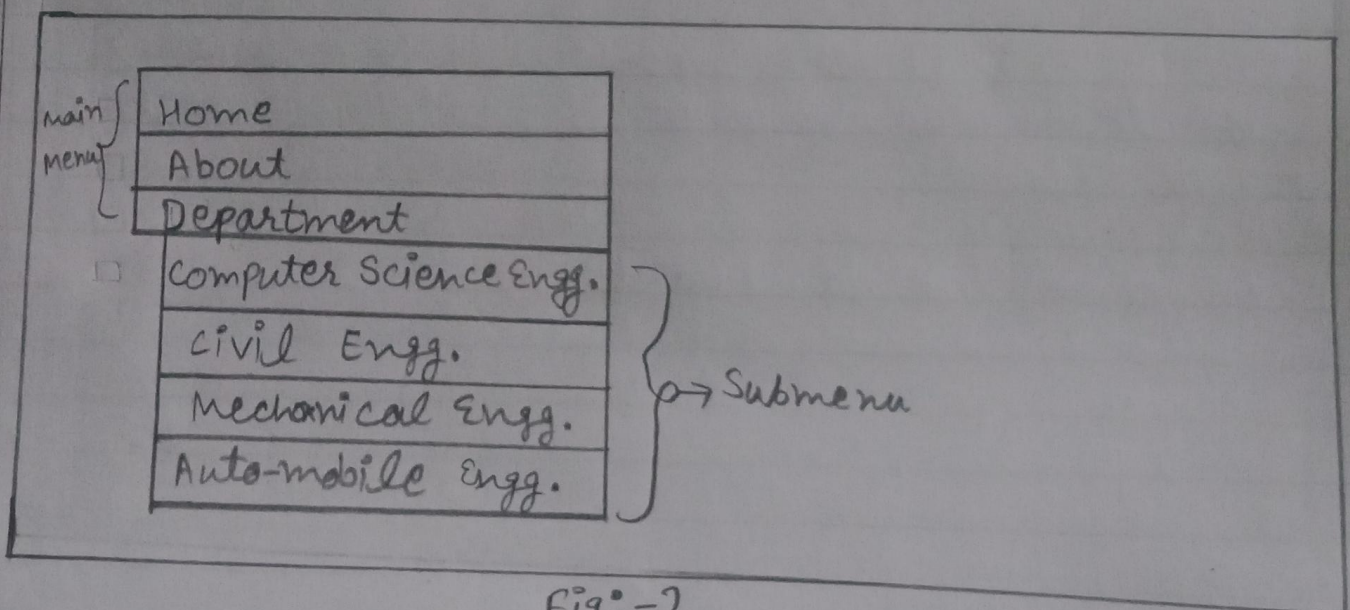 Main
Menu
Home
About
Department
Computer Science Engg.
Civil Engg.
Mechanical Engg.
Auto-mobile Engg.
Submenu